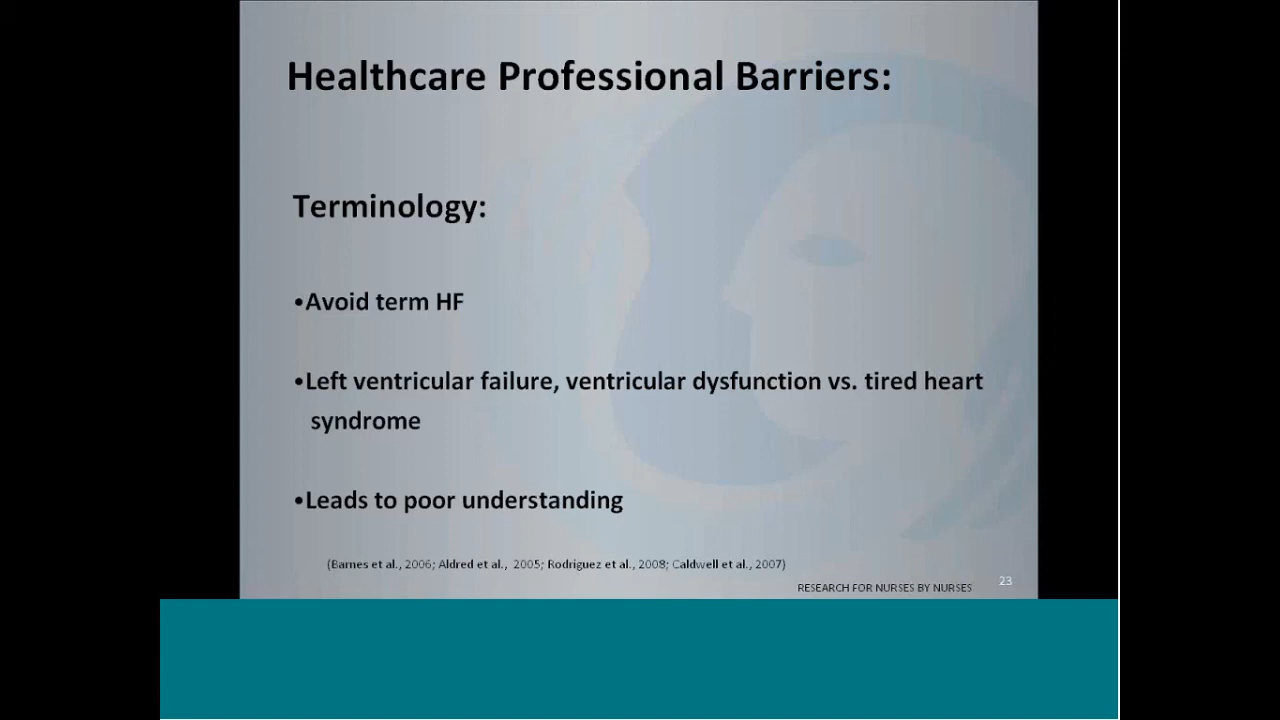 Healthcare Professional Barriers:
Terminology:
•Avoid term HF
•Left ventricular failure, ventricular dysfunction vs. tired heart
syndrome
•Leads to poor understanding
(Barnes et al., 2006; Aldred et al., 2005; Rodriguez et al., 2008; Caldwell et al., 2007)
RESEARCH FOR NURSES BY NURSES
23